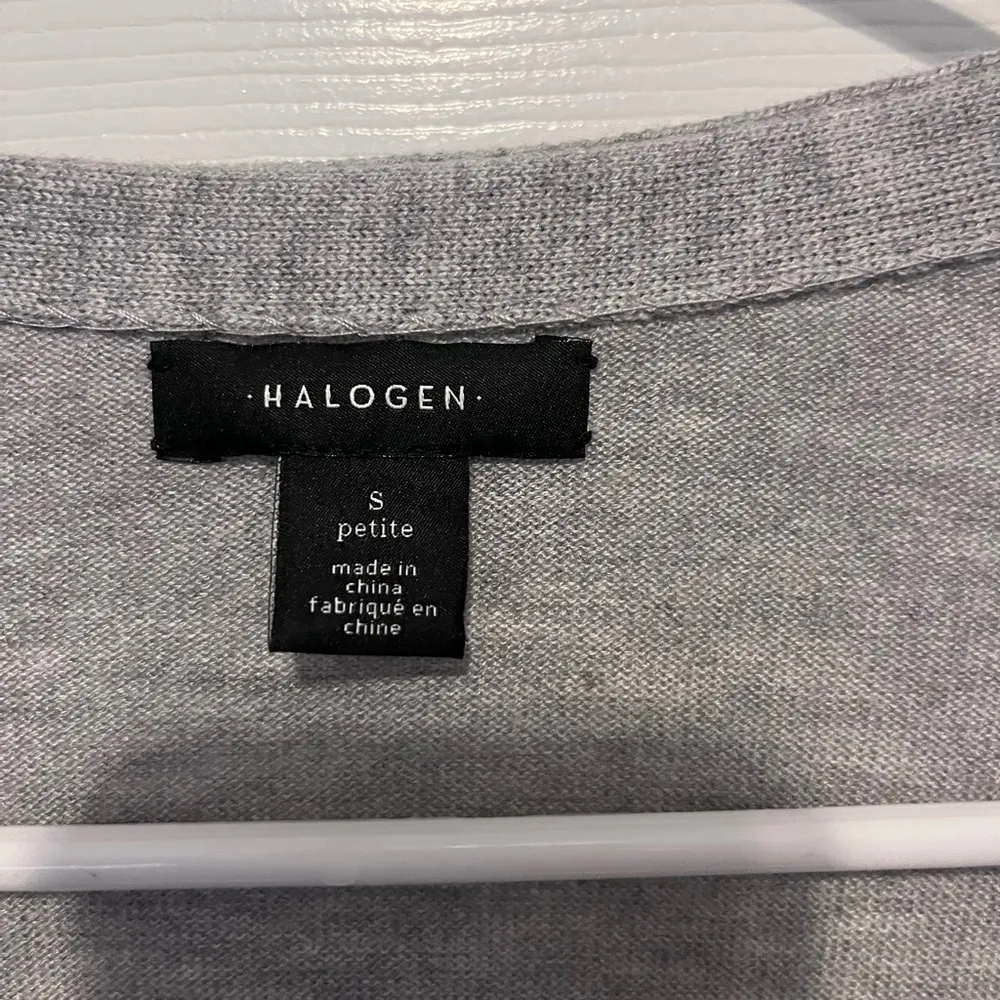 ·HALOGEN·
S
petite
made in
china
fabriqué en
chine